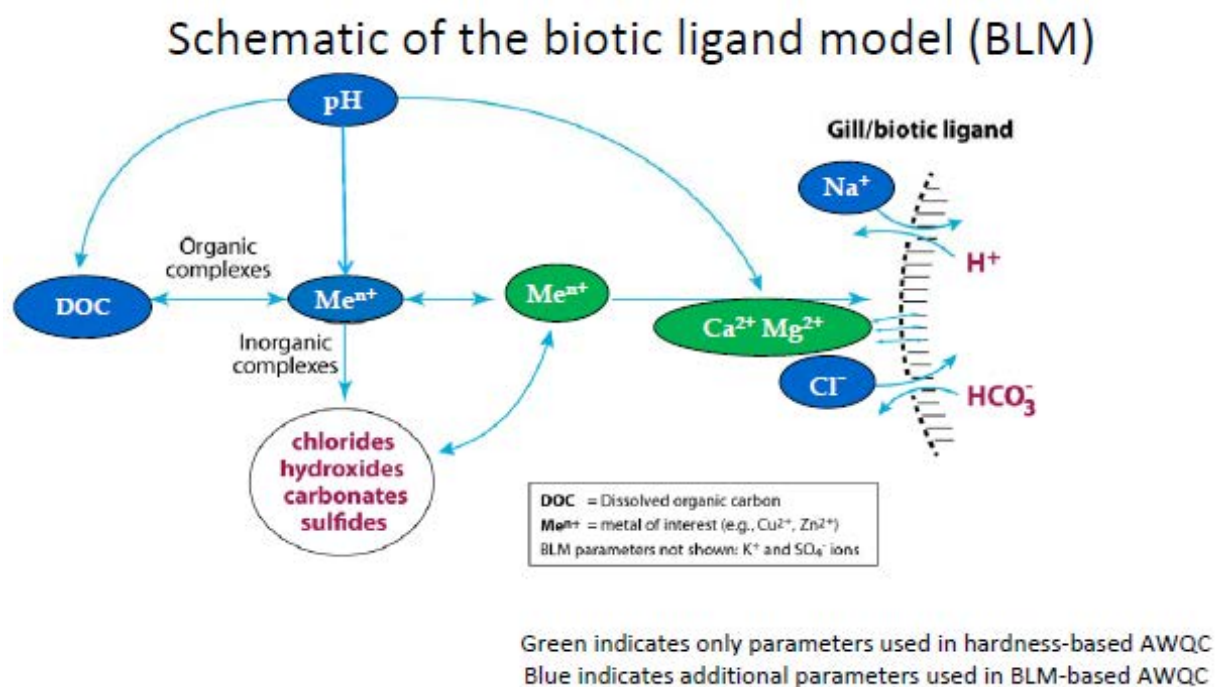 Schematic of the biotic ligand model (BLM)
pH
Gill/biotic ligand
Na⁺
H⁺
Organic
complexes
DOC
Meⁿ⁺
Meⁿ⁺
Ca²⁺ Mg²⁺
Inorganic
complexes
Cl⁻
HCO₃⁻
chlorides
hydroxides
carbonates
sulfides
DOC = Dissolved organic carbon
Meⁿ⁺ = metal of interest (e.g., Cu²⁺, Zn²⁺)
BLM parameters not shown: K⁺ and SO₄⁻ ions
Green indicates only parameters used in hardness-based AWQC
Blue indicates additional parameters used in BLM-based AWQC